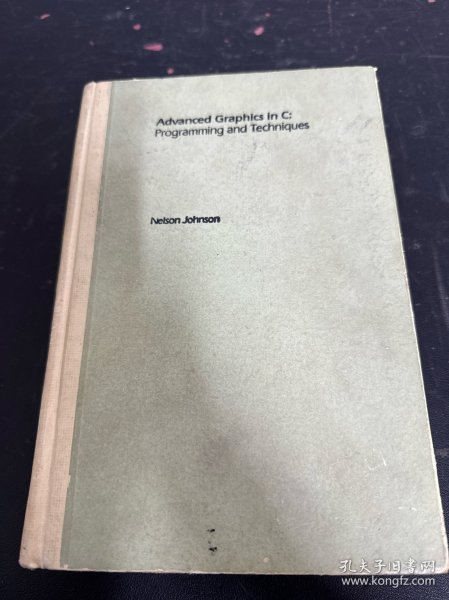 Advanced Graphics in C:
Programming and Techniques
Nelson Johnson
孔夫子旧书网
www.kongfz.com